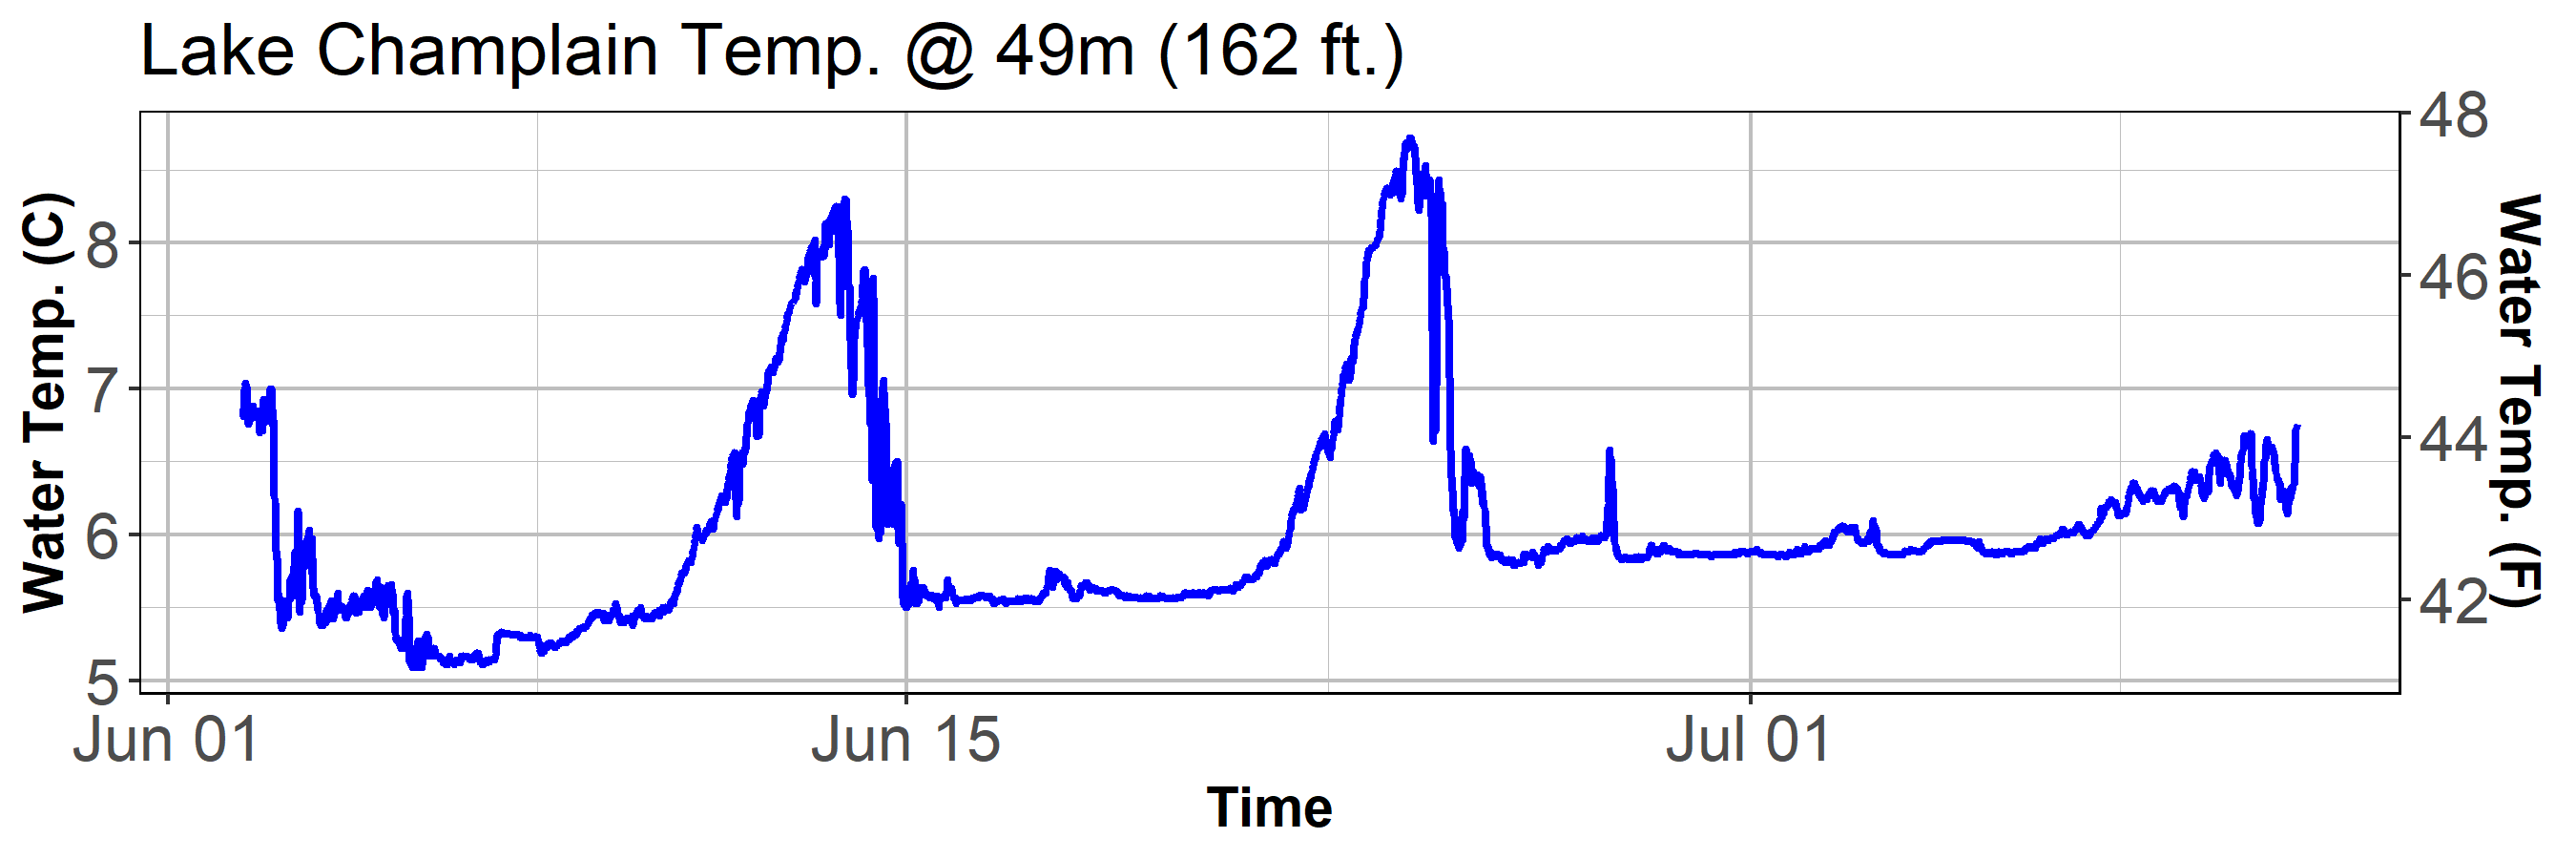 Lake Champlain Temp. @ 49m (162 ft.)
Water Temp. (C)
8
7
6
5
48
46
44
42
Water Temp. (F)
Jun 01
Jun 15
Jul 01
Time